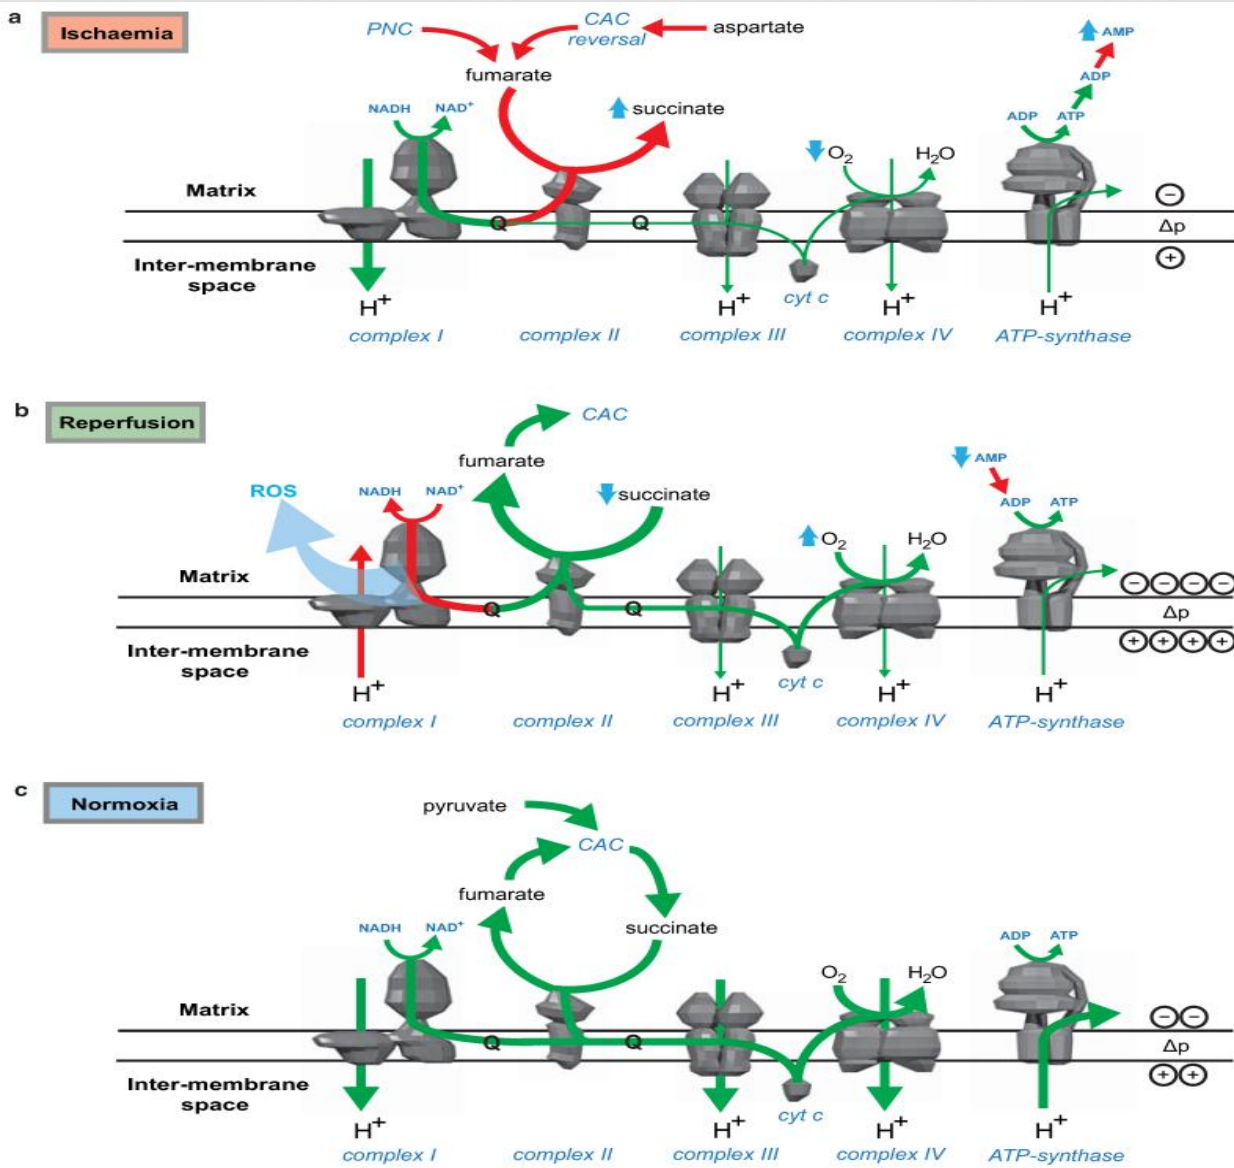 a
Ischaemia
PNC
CAC
reversal
aspartate
fumarate
succinate
AMP
ADP
NADH NAD⁺
ADP ATP
O₂ H₂O
Matrix
Q Q
⊖
Δp
⊕
Inter-membrane
space
cyt c
H⁺ H⁺ H⁺ H⁺
complex I complex II complex III complex IV ATP-synthase
b
Reperfusion
CAC
fumarate
AMP
ROS
NADH NAD⁺
succinate
ADP ATP
O₂ H₂O
Matrix
⊖⊖⊖⊖
Q Q
Δp
⊕⊕⊕⊕
Inter-membrane
space
cyt c
H⁺ H⁺ H⁺ H⁺
complex I complex II complex III complex IV ATP-synthase
c
Normoxia
pyruvate
CAC
fumarate
succinate
NADH NAD⁺
ADP ATP
O₂ H₂O
Matrix
⊖⊖
Q Q
Δp
⊕⊕
Inter-membrane
space
cyt c
H⁺ H⁺ H⁺ H⁺
complex I complex II complex III complex IV ATP-synthase